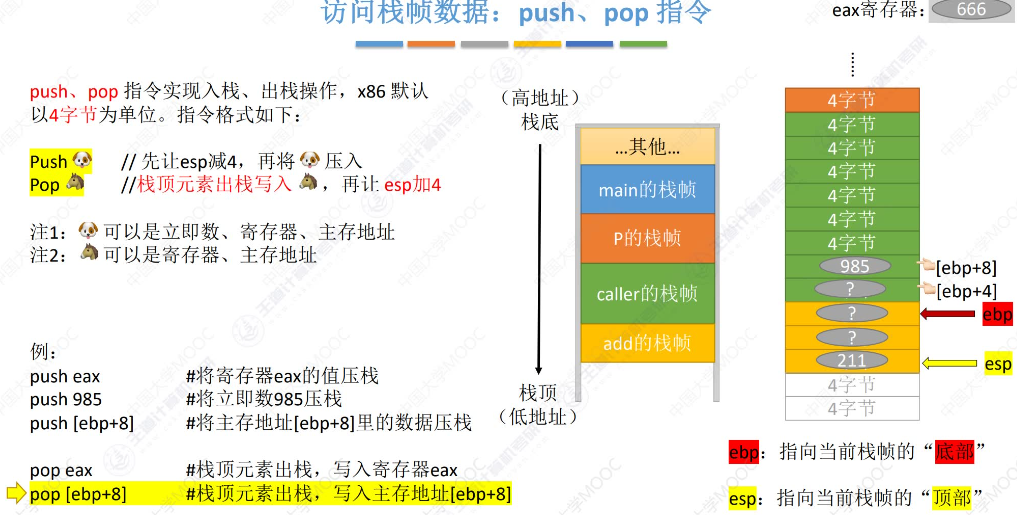 访问栈帧数据：push、pop 指令
eax寄存器： 666
push、pop 指令实现入栈、出栈操作，x86 默认
以4字节为单位。指令格式如下：
Push 🐶 // 先让esp减4，再将 🐶 压入
Pop 🐴 //栈顶元素出栈写入 🐴 ，再让 esp加4
注1： 🐶 可以是立即数、寄存器、主存地址
注2： 🐴 可以是寄存器、主存地址
例：
push eax #将寄存器eax的值压栈
push 985 #将立即数985压栈
push [ebp+8] #将主存地址[ebp+8]里的数据压栈
pop eax #栈顶元素出栈，写入寄存器eax
pop [ebp+8] #栈顶元素出栈，写入主存地址[ebp+8]
（高地址）
栈底
栈顶
（低地址）
...其他...
main的栈帧
P的栈帧
caller的栈帧
add的栈帧
4字节
4字节
4字节
4字节
4字节
4字节
4字节
985 [ebp+8]
? [ebp+4]
? ebp
?
211 esp
4字节
4字节
ebp：指向当前栈帧的“底部”
esp：指向当前栈帧的“顶部”